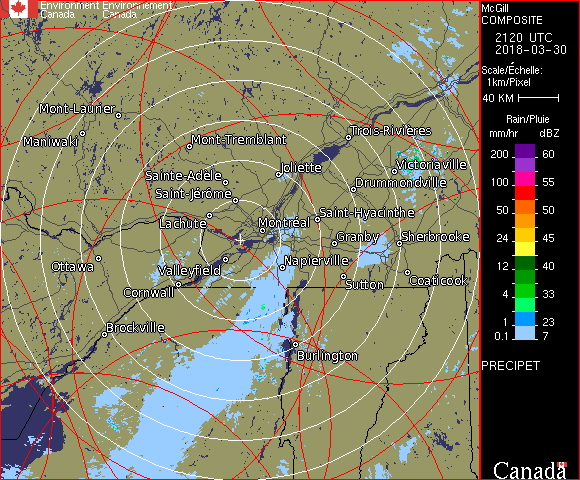 Environment Environnement
Canada Canada
Mont-Laurier
Maniwaki
Mont-Tremblant
Trois-Rivières
Sainte-Adèle
Joliette
Victoriaville
Saint-Jérôme
Drummondville
Lachute
Montréal
Saint-Hyacinthe
Granby
Sherbrooke
Ottawa
Valleyfield
Napierville
Cornwall
Sutton
Coaticook
Brockville
Burlington
McGill
COMPOSITE
2120 UTC
2018-03-30
Scale/Échelle:
1km/Pixel
40 KM
Rain/Pluie
mm/hr dBZ
200 60
100 55
50 50
24 45
12 40
4 33
1 23
0.1 7
PRECIPET
Canada